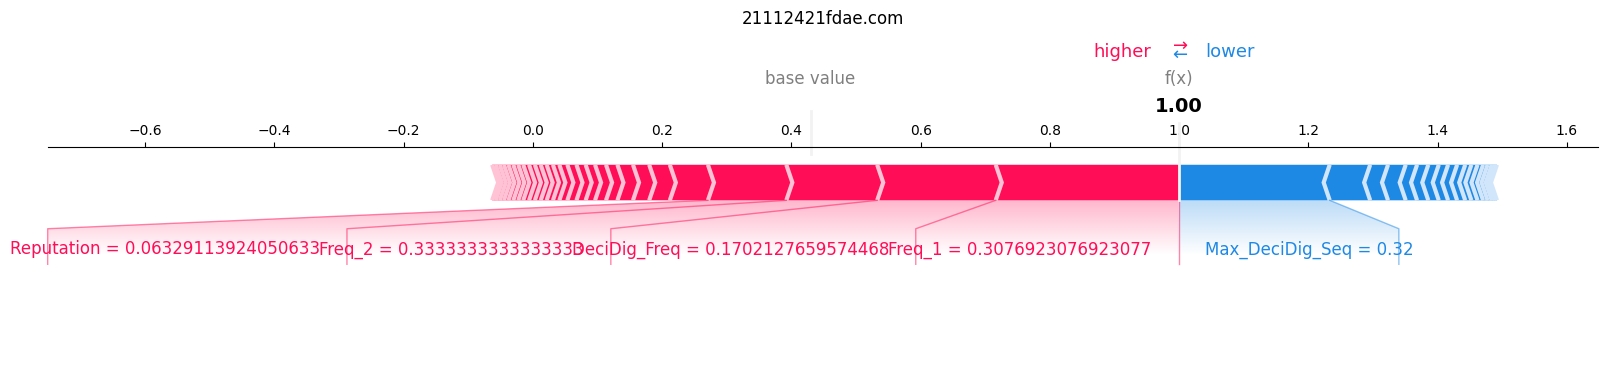 21112421fdae.com
higher ⇄ lower
base value f(x)
1.00
−0.6 −0.4 −0.2 0.0 0.2 0.4 0.6 0.8 1.0 1.2 1.4 1.6
Reputation = 0.06329113924050633 Freq_2 = 0.3333333333333333 DeciDig_Freq = 0.1702127659574468 Freq_1 = 0.3076923076923077 Max_DeciDig_Seq = 0.32